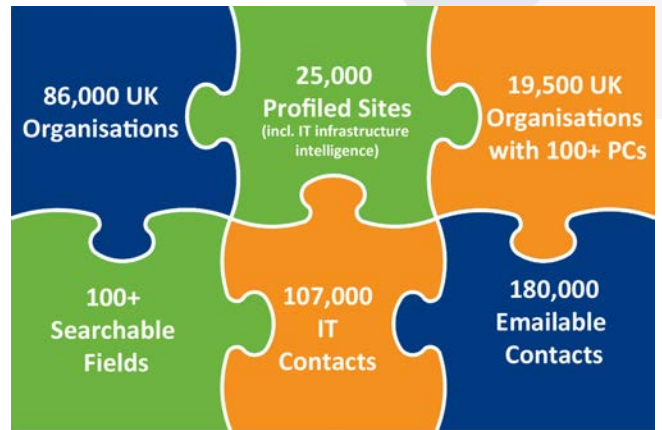 86,000 UK
Organisations
25,000
Profiled Sites
(incl. IT infrastructure
intelligence)
19,500 UK
Organisations
with 100+ PCs
100+
Searchable
Fields
107,000
IT
Contacts
180,000
Emailable
Contacts